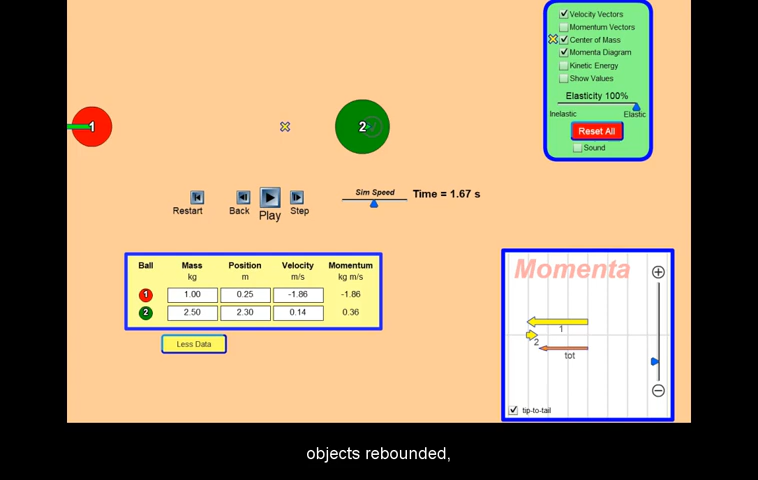 Velocity Vectors
Momentum Vectors
Center of Mass
Momenta Diagram
Kinetic Energy
Show Values
Elasticity 100%
Inelastic Elastic
Reset All
Sound
1
2
Restart
Back
Play
Step
Sim Speed
Time = 1.67 s
Ball Mass Position Velocity Momentum
kg m m/s kg m/s
1 1.00 0.25 -1.86 -1.86
2 2.50 2.30 0.14 0.36
Less Data
Momenta
1
2
tot
tip-to-tail
objects rebounded,